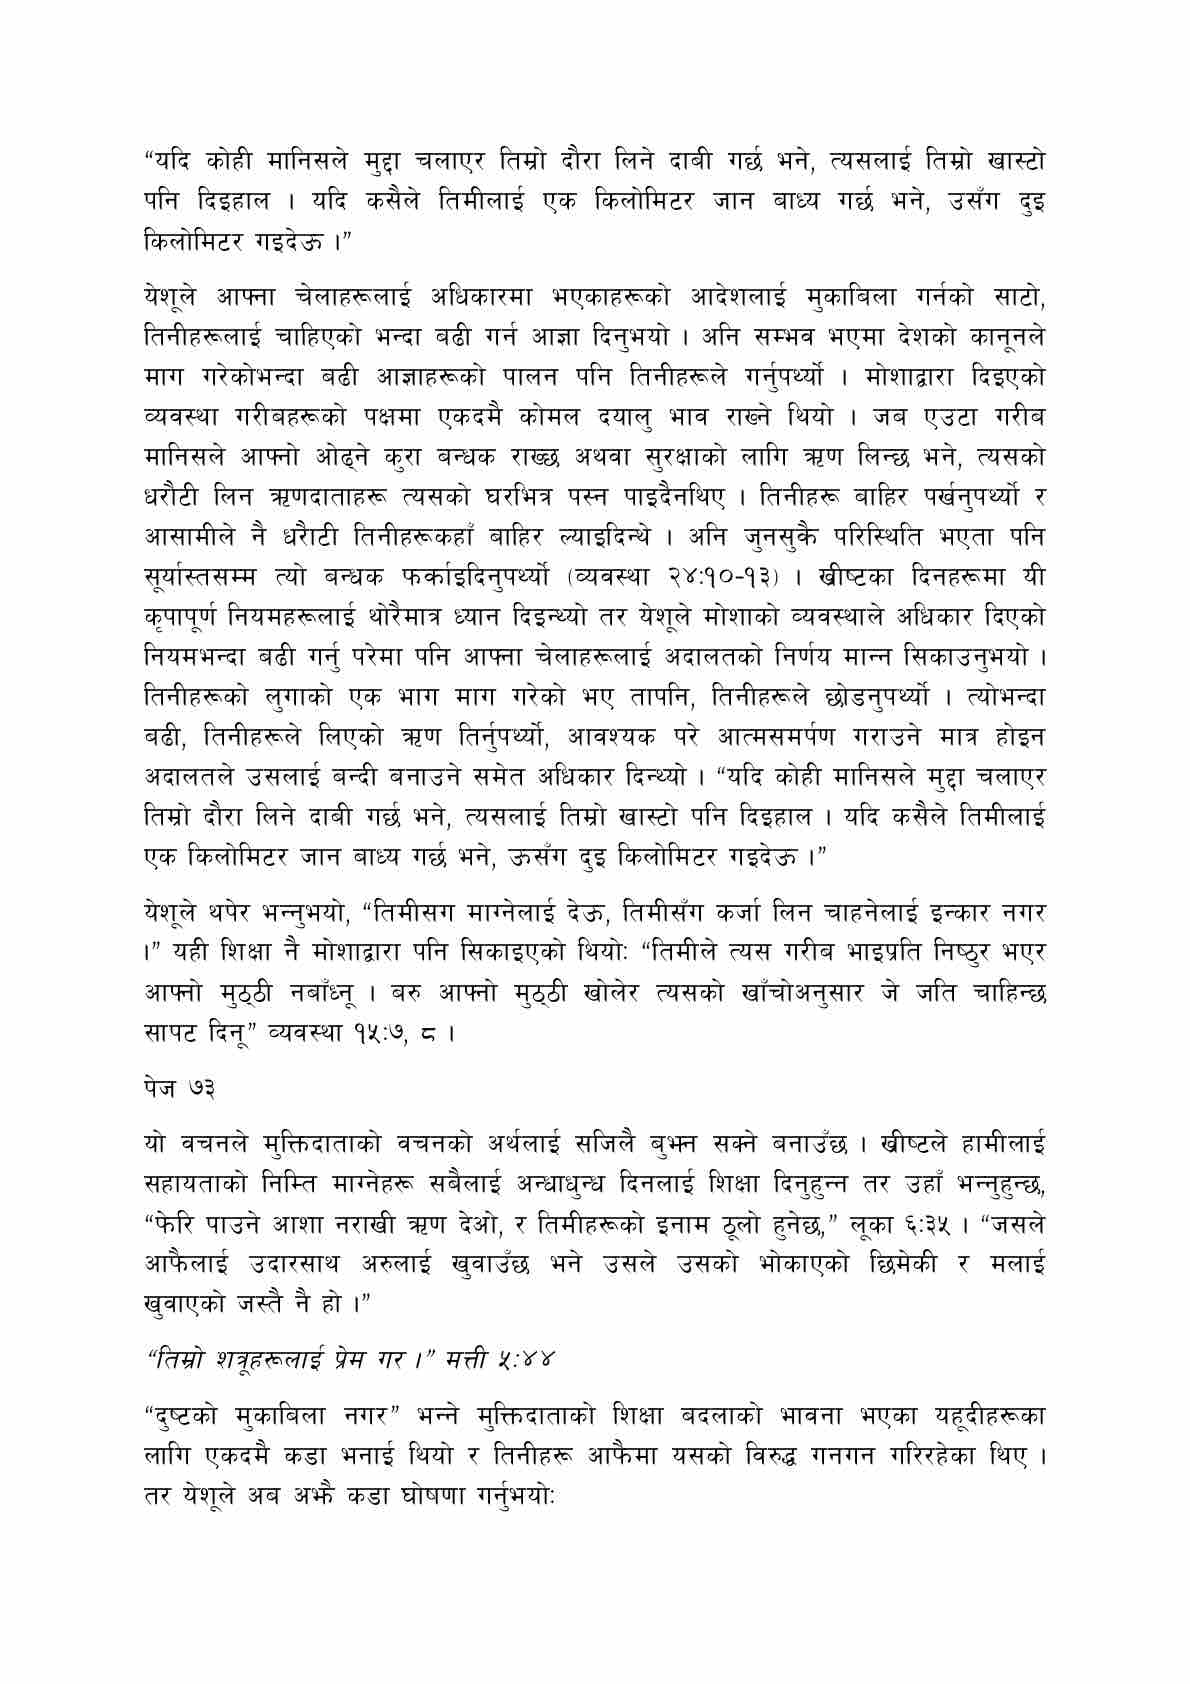 “यदि कोही मानिसले मुद्दा चलाएर तिम्रो दौरा लिने दाबी गर्छ भने, त्यसलाई तिम्रो खास्टो
पनि दिइहाल । यदि कसैले तिमीलाई एक किलोमिटर जान बाध्य गर्छ भने, उसँग दुइ
किलोमिटर गइदेऊ ।”
येशूले आफ्ना चेलाहरूलाई अधिकारमा भएकाहरूको आदेशलाई मुकाबिला गर्नको साटो,
तिनीहरूलाई चाहिएको भन्दा बढी गर्न आज्ञा दिनुभयो । अनि सम्भव भएमा देशको कानूनले
माग गरेकोभन्दा बढी आज्ञाहरूको पालन पनि तिनीहरूले गर्नुपर्थ्यो । मोशाद्वारा दिइएको
व्यवस्था गरीबहरूको पक्षमा एकदमै कोमल दयालु भाव राख्ने थियो । जब एउटा गरीब
मानिसले आफ्नो ओढ्ने कुरा बन्धक राख्छ अथबा सुरक्षाको लागि ऋण लिन्छ भने, त्यसको
धरौटी लिन ऋणदाताहरू त्यसको घरभित्र पस्न पाइदैनथिए । तिनीहरू बाहिर पर्खनुपर्थ्यो र
आसामीले नै धरौटी तिनीहरूकहाँ बाहिर ल्याइदिन्थे । अनि जुनसुकै परिस्थिति भएता पनि
सूर्यास्तसम्म त्यो बन्धक फर्काइदिनुपर्थ्यो (व्यवस्था २४:१०-१३) । ख्रीष्टका दिनहरूमा यी
कृपापूर्ण नियमहरूलाई थोरैमात्र ध्यान दिइन्थ्यो तर येशूले मोशाको व्यवस्थाले अधिकार दिएको
नियमभन्दा बढी गर्नु परेमा पनि आफ्ना चेलाहरूलाई अदालतको निर्णय मान्न सिकाउनुभयो ।
तिनीहरूको लुगाको एक भाग माग गरेको भए तापनि, तिनीहरूले छोडनुपर्थ्यो । त्योभन्दा
बढी, तिनीहरूले लिएको ऋण तिर्नुपर्थ्यो, आवश्यक परे आत्मसमर्पण गराउने मात्र होइन
अदालतले उसलाई बन्दी बनाउने समेत अधिकार दिन्थ्यो । “यदि कोही मानिसले मुद्दा चलाएर
तिम्रो दौरा लिने दाबी गर्छ भने, त्यसलाई तिम्रो खास्टो पनि दिइहाल । यदि कसैले तिमीलाई
एक किलोमिटर जान बाध्य गर्छ भने, ऊसँग दुइ किलोमिटर गइदेऊ ।”
येशूले थपेर भन्नुभयो, “तिमीसग माग्नेलाई देऊ, तिमीसँग कर्जा लिन चाहनेलाई इन्कार नगर
।” यही शिक्षा नै मोशाद्वारा पनि सिकाइएको थियोः “तिमीले त्यस गरीब भाइप्रति निष्ठुर भएर
आफ्नो मुठ्ठी नबाँध्नू । बरु आफ्नो मुठ्ठी खोलेर त्यसको खाँचोअनुसार जे जति चाहिन्छ
सापट दिनू” व्यवस्था १५:७, ८ ।
पेज ७३
यो वचनले मुक्तिदाताको वचनको अर्थलाई सजिलै बुझ्न सक्ने बनाउँछ । ख्रीष्टले हामीलाई
सहायताको निम्ति माग्नेहरू सबैलाई अन्धाधुन्ध दिनलाई शिक्षा दिनुहुन्न तर उहाँ भन्नुहुन्छ,
“फेरि पाउने आशा नराखी ऋण देओ, र तिमीहरूको इनाम ठूलो हुनेछ,” लूका ६:३५ । “जसले
आफैलाई उदारसाथ अरुलाई खुवाउँछ भने उसले उसको भोकाएको छिमेकी र मलाई
खुवाएको जस्तै नै हो ।”
“तिम्रो शत्रूहरूलाई प्रेम गर ।” मत्ती ५:४४
“दुष्टको मुकाबिला नगर” भन्ने मुक्तिदाताको शिक्षा बदलाको भावना भएका यहूदीहरूका
लागि एकदमै कडा भनाई थियो र तिनीहरू आफैमा यसको विरुद्ध गनगन गरिरहेका थिए ।
तर येशूले अब अझै कडा घोषणा गर्नुभयोः